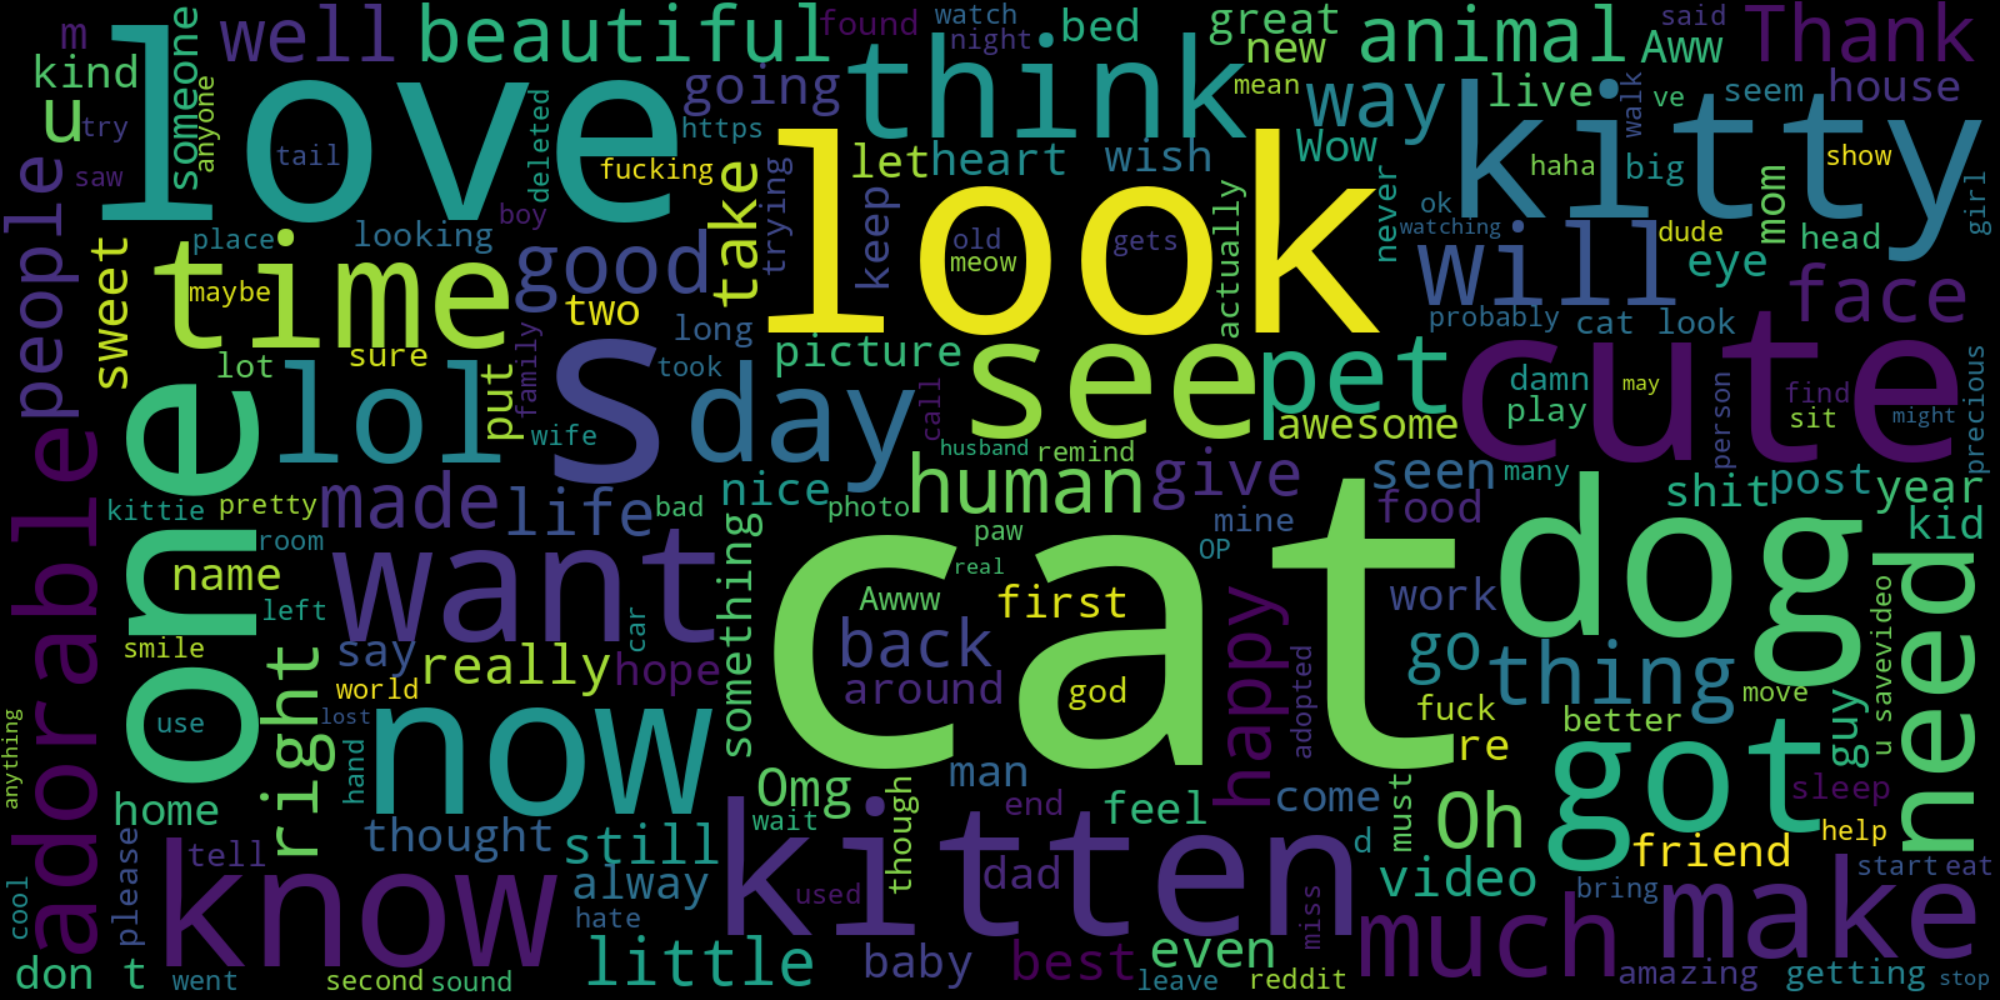 m
well
beautiful
found
watch
night
bed
great
new
animal
said
Aww
Thank
kind
someone
love
going
think
mean
way
live
ve
walk
seem
house
u
try
anyone
deleted
https
kitty
saw
tail
fucking
trying
let
heart
wish
Wow
haha
big
show
people
boy
take
keep
look
never
ok
watching
mom
girl
sweet
place
looking
good
old
meow
gets
actually
will
dude
eye
head
time
maybe
two
long
face
probably
cat look
lot
sure
family
took
picture
see
pet
cute
lol
put
S
day
call
damn
play
may
person
find
sit
might
precious
one
wife
husband
remind
awesome
made
life
bad
nice
photo
human
give
seen
many
shit
post
year
kittie
pretty
food
mine
kid
room
want
something
paw
OP
dog
name
real
cat
need
left
Awww
first
work
savevideo
u
smile
say
really
car
hope
back
happy
adopted
go
thing
right
world
around
god
fuck
move
guy
use
lost
now
re
better
got
anything
hand
man
Omg
though
end
feel
come
must
Oh
sleep
home
wait
help
thought
still
kitten
d
friend
please
tell
know
alway
used
dad
video
start
eat
cool
hate
miss
bring
make
little
baby
best
even
much
don t
went
second
sound
leave
reddit
amazing
getting
stop
adorable